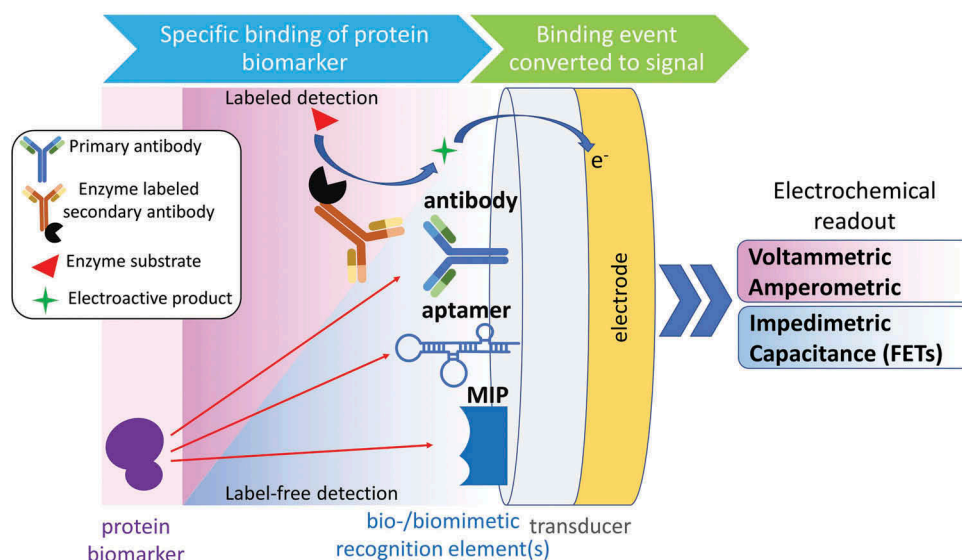 Specific binding of protein
biomarker
Binding event
converted to signal
Labeled detection
Primary antibody
Enzyme labeled
secondary antibody
Enzyme substrate
Electroactive product
e-
antibody
aptamer
MIP
electrode
Electrochemical
readout
Voltammetric
Amperometric
Impedimetric
Capacitance (FETs)
Label-free detection
protein
biomarker
bio-/biomimetic
recognition element(s)
transducer